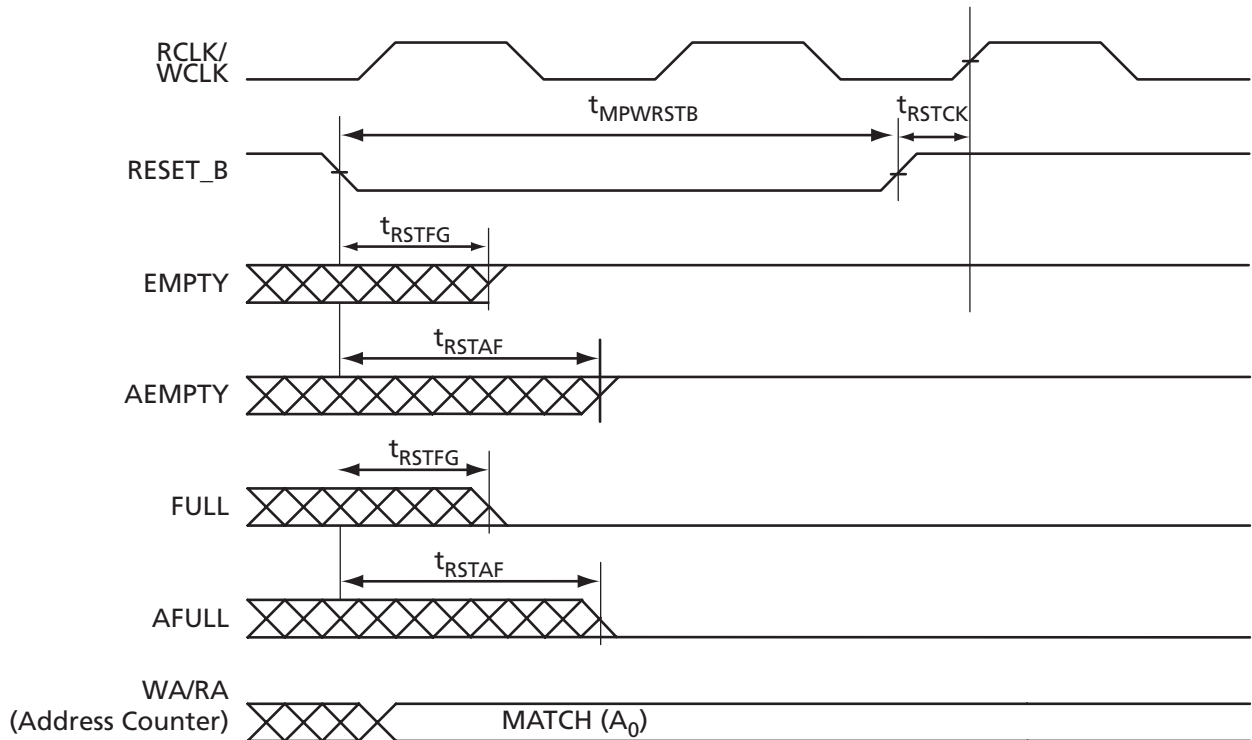 RCLK/
WCLK
tMPWRSTB
tRSTCK
RESET_B
tRSTFG
EMPTY
tRSTAF
AEMPTY
tRSTFG
FULL
tRSTAF
AFULL
WA/RA
(Address Counter)
MATCH (A0)